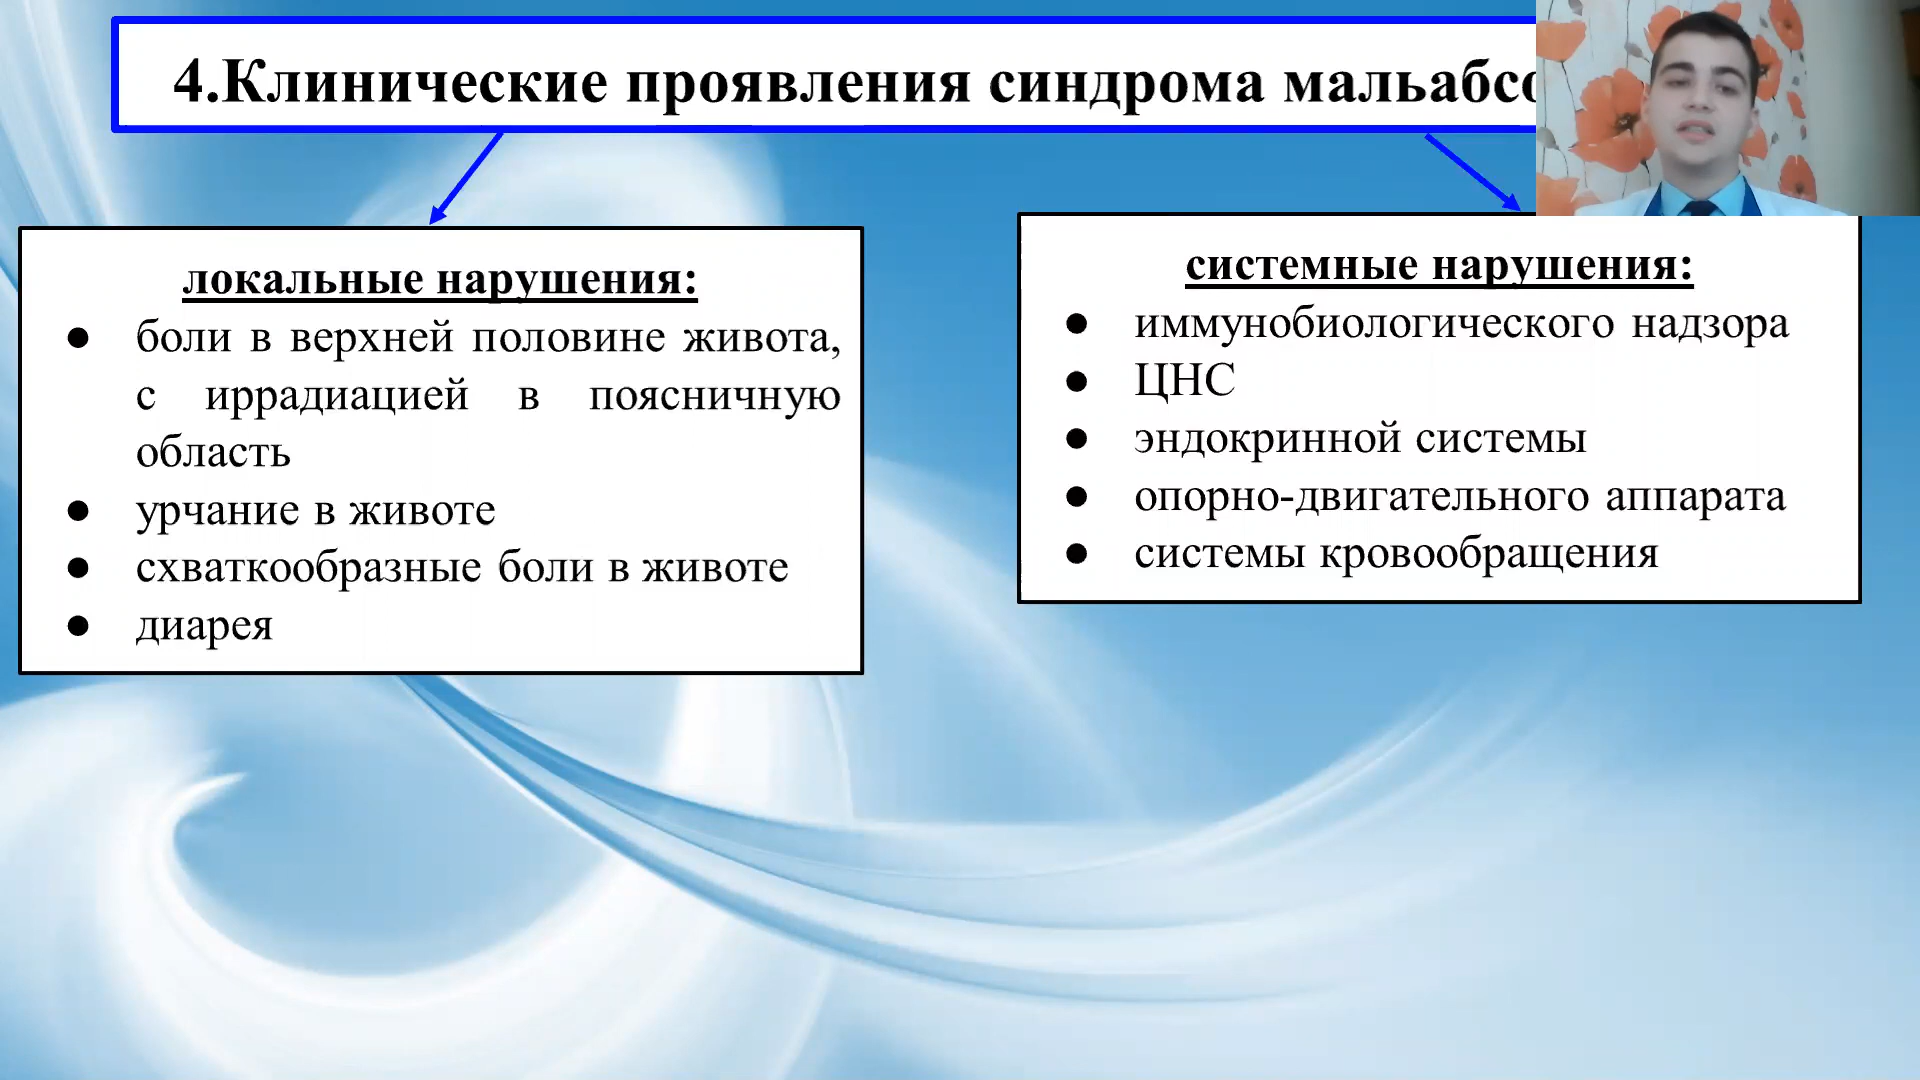 4.Клинические проявления синдрома
локальные нарушения:
● боли в верхней половине живота,
с иррадиацией в поясничную
область
● урчание в животе
● схваткообразные боли в животе
● диарея
системные нарушения:
● иммунобиологического надзора
● ЦНС
● эндокринной системы
● опорно-двигательного аппарата
● системы кровообращения